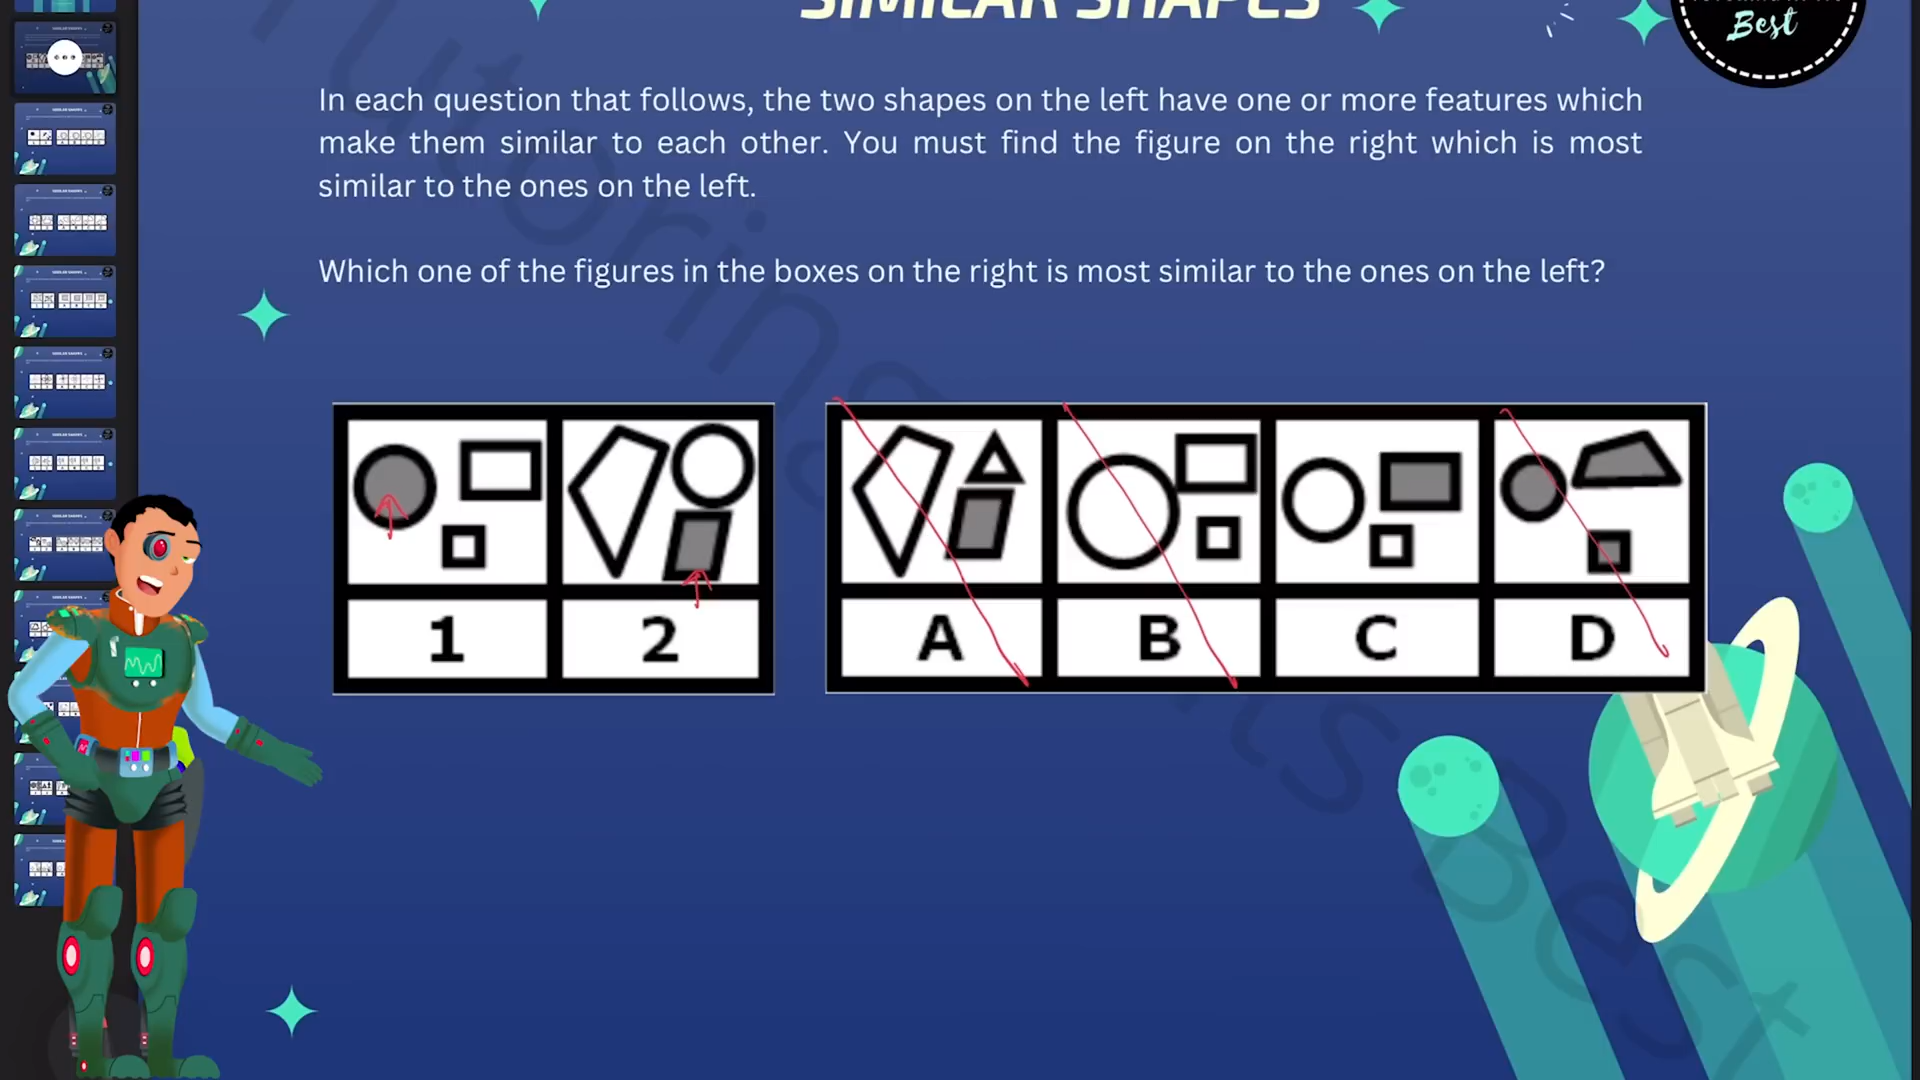 SIMILAR SHAPES
Best
In each question that follows, the two shapes on the left have one or more features which
make them similar to each other. You must find the figure on the right which is most
similar to the ones on the left.
Which one of the figures in the boxes on the right is most similar to the ones on the left?
1 2 A B C D